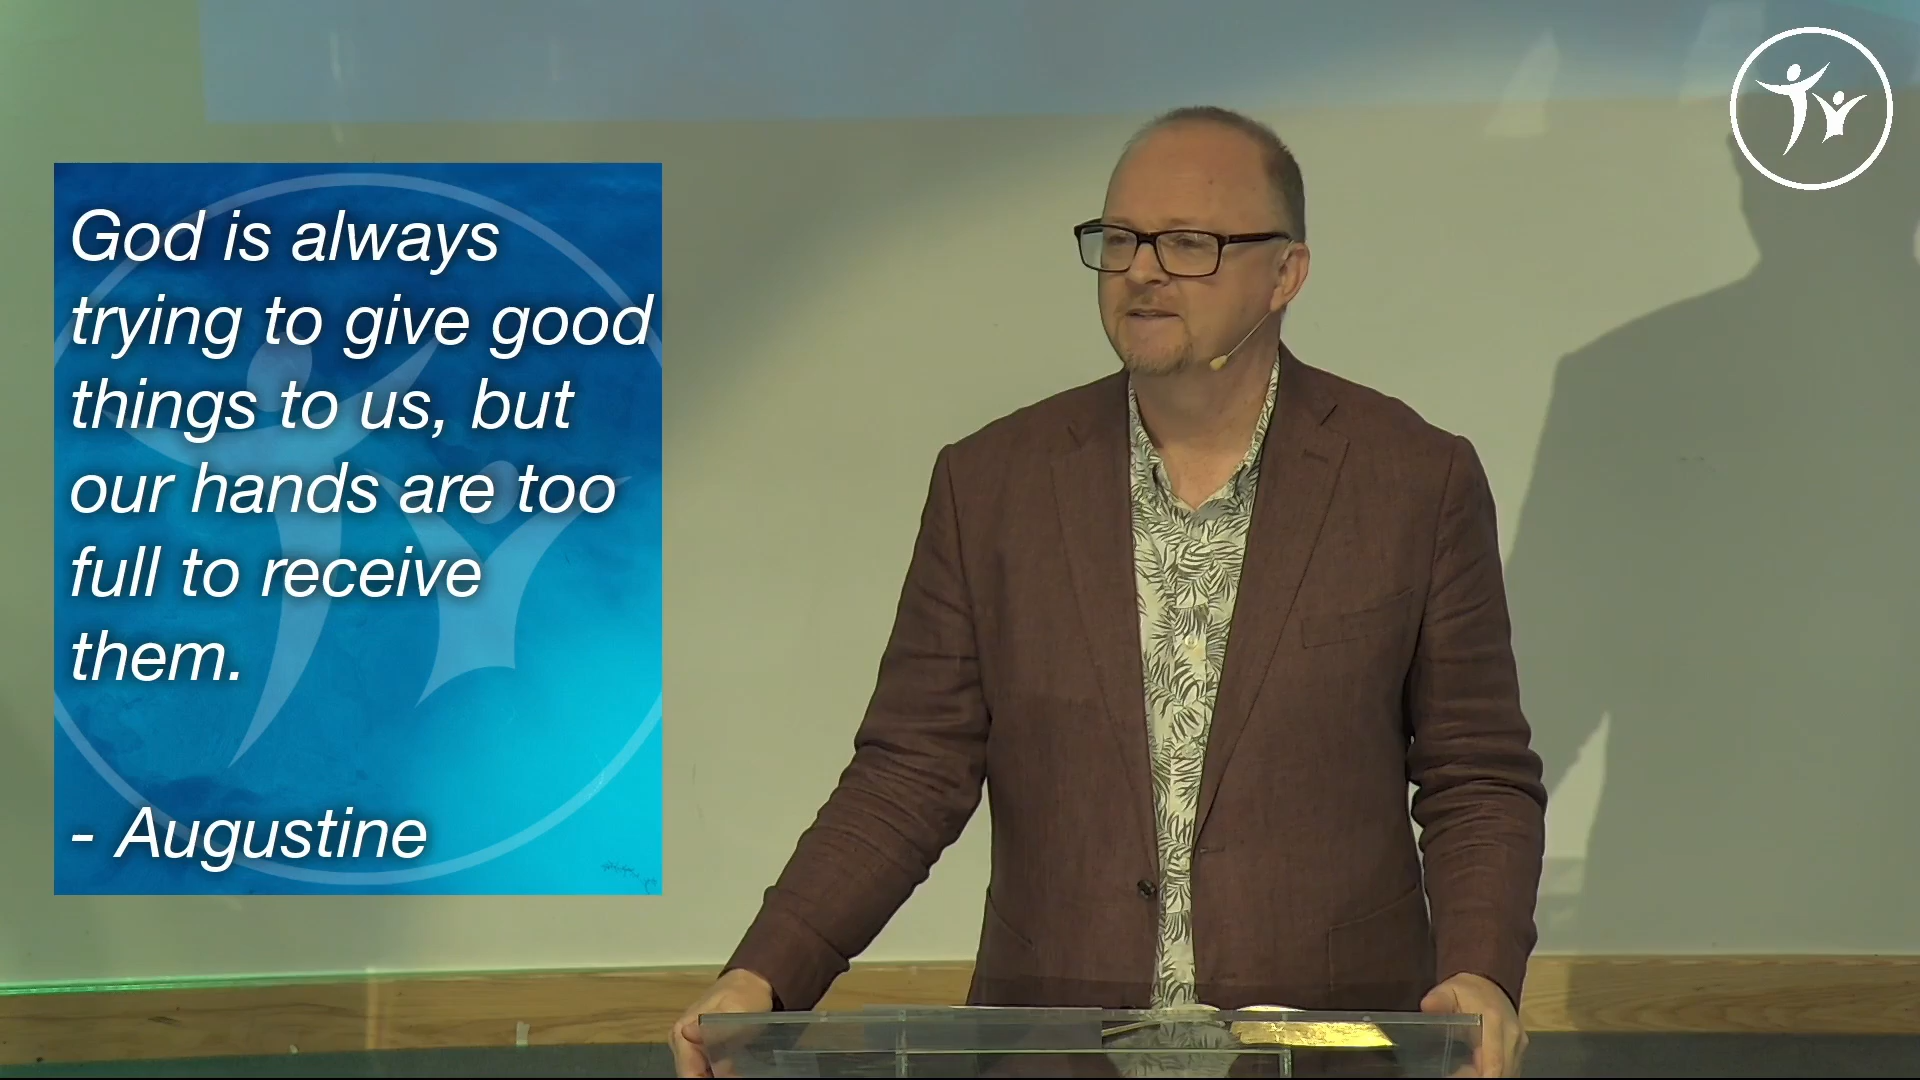 God is always
trying to give good
things to us, but
our hands are too
full to receive
them.
- Augustine